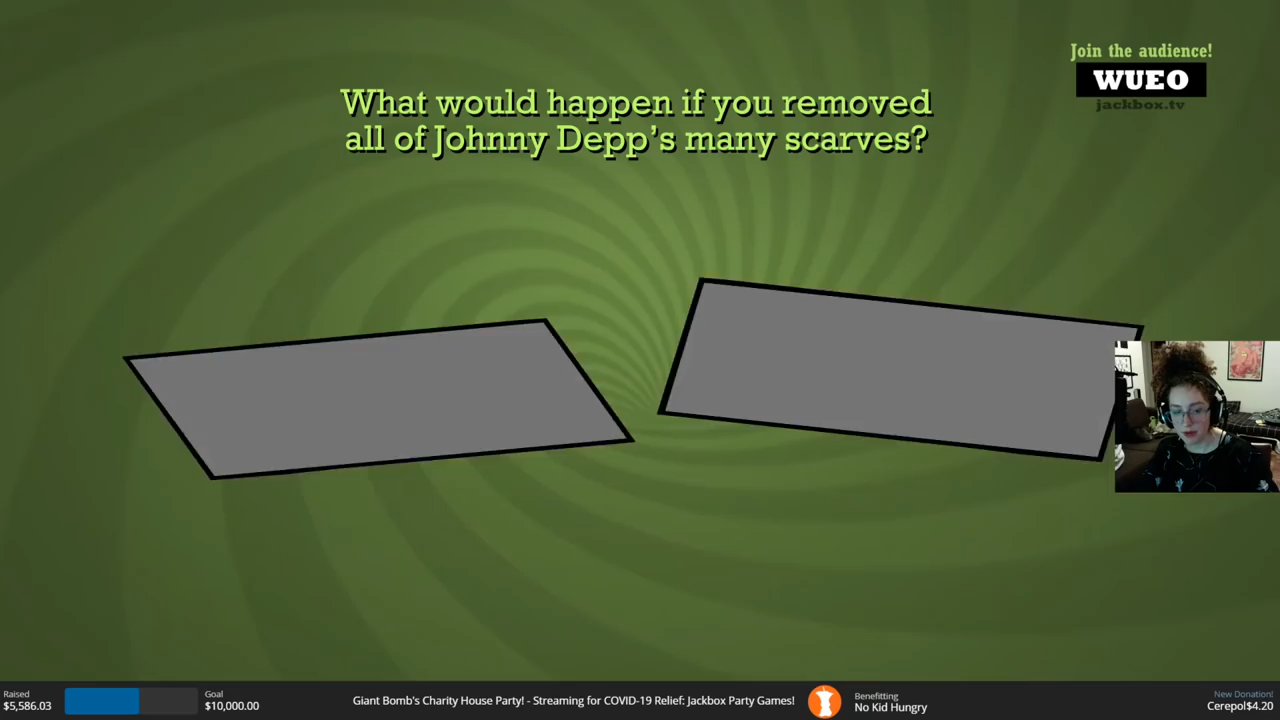 Join the audience!
WUEO
jackbox.tv
What would happen if you removed
all of Johnny Depp's many scarves?
Raised
$5,586.03
Goal
$10,000.00
Giant Bomb's Charity House Party! - Streaming for COVID-19 Relief: Jackbox Party Games!
Benefitting
No Kid Hungry
New Donation!
Cerepol$4.20